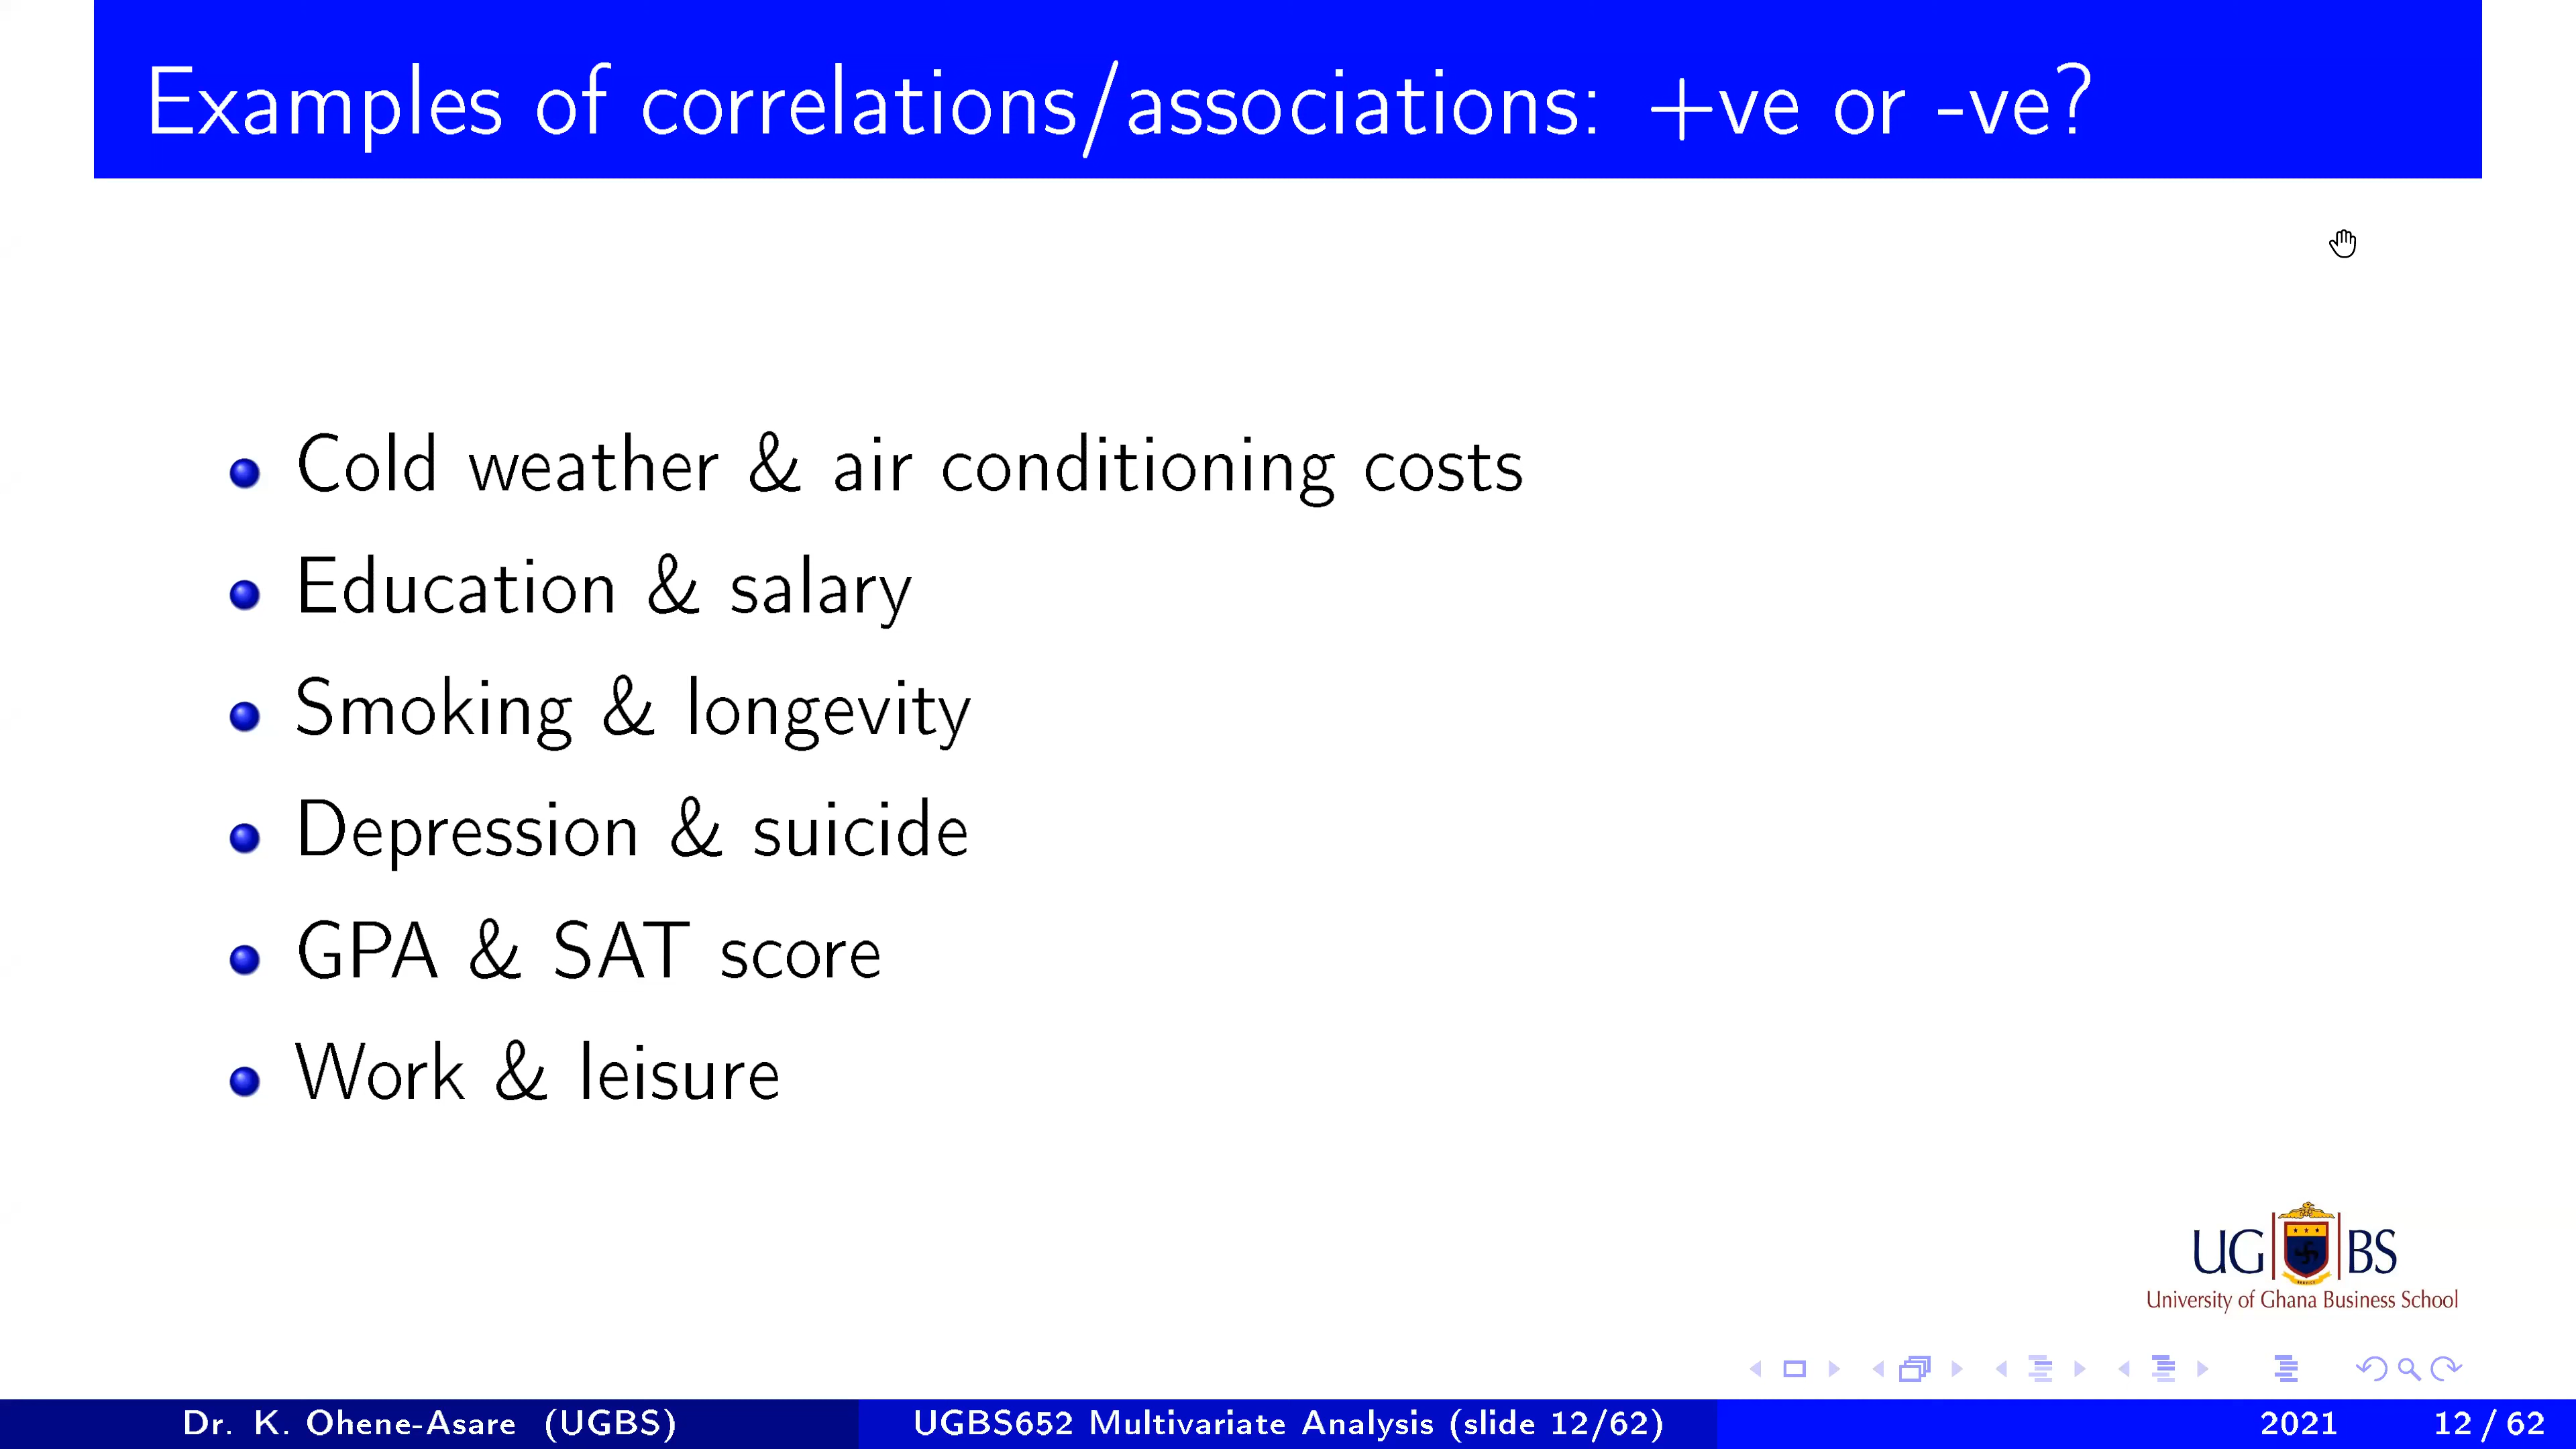 Examples of correlations/associations: +ve or -ve?
Cold weather & air conditioning costs
Education & salary
Smoking & longevity
Depression & suicide
GPA & SAT score
Work & leisure
UG BS
University of Ghana Business School
Dr. K. Ohene-Asare (UGBS) UGBS652 Multivariate Analysis (slide 12/62) 2021 12 / 62